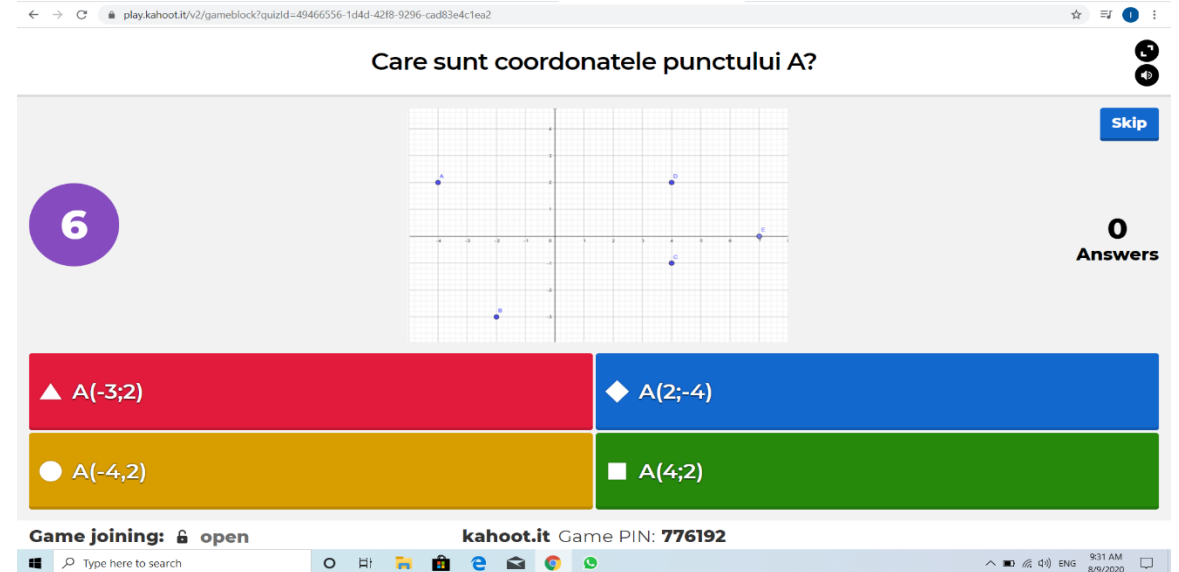 play.kahoot.it/v2/gameblock?quizId=49466556-1d4d-42f8-9296-cad83e4c1ea2
Care sunt coordonatele punctului A?
Skip
6
A
D
E
C
B
0
Answers
A(-3;2)
A(2;-4)
A(-4,2)
A(4;2)
Game joining: open
kahoot.it Game PIN: 776192
Type here to search
ENG
9:31 AM
8/9/2020